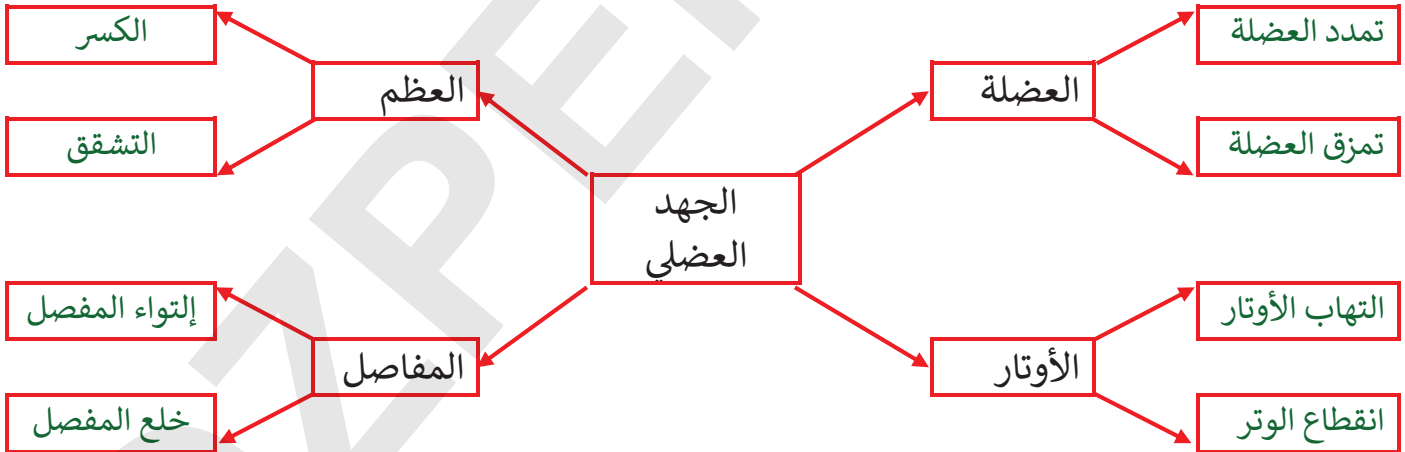 تمدد العضلة
الكسر
العضلة
العظم
تمزق العضلة
التشقق
الجهد
العضلي
التهاب الأوتار
إلتواء المفصل
الأوتار
المفاصل
انقطاع الوتر
خلع المفصل